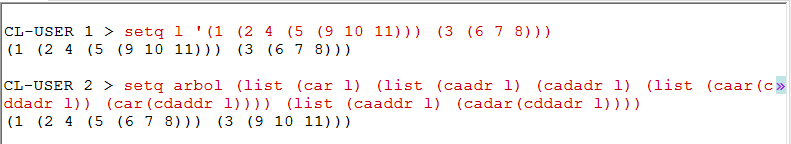 CL-USER 1 > setq l '(1 (2 4 (5 (9 10 11))) (3 (6 7 8)))
(1 (2 4 (5 (9 10 11))) (3 (6 7 8)))
CL-USER 2 > setq arbol (list (car l) (list (caadr l) (cadadr l) (list (caar(c»
ddadr l)) (car(cdaddr l)))) (list (caaddr l) (cadar(cddadr l))))
(1 (2 4 (5 (6 7 8))) (3 (9 10 11)))